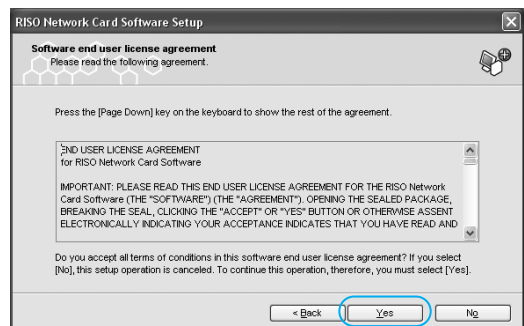 RISO Network Card Software Setup
Software end user license agreement
Please read the following agreement.
Press the [Page Down] key on the keyboard to show the rest of the agreement.
END USER LICENSE AGREEMENT
for RISO Network Card Software
IMPORTANT: PLEASE READ THIS END USER LICENSE AGREEMENT FOR THE RISO Network
Card Software (THE "SOFTWARE") (THE "AGREEMENT"). OPENING THE SEALED PACKAGE,
BREAKING THE SEAL, CLICKING THE "ACCEPT" OR "YES" BUTTON OR OTHERWISE ASSENT
ELECTRONICALLY INDICATING YOUR ACCEPTANCE INDICATES THAT YOU HAVE READ AND
Do you accept all terms of conditions in this software end user license agreement? If you select
[No], this setup operation is canceled. To continue this operation, therefore, you must select [Yes].
< Back
Yes
No